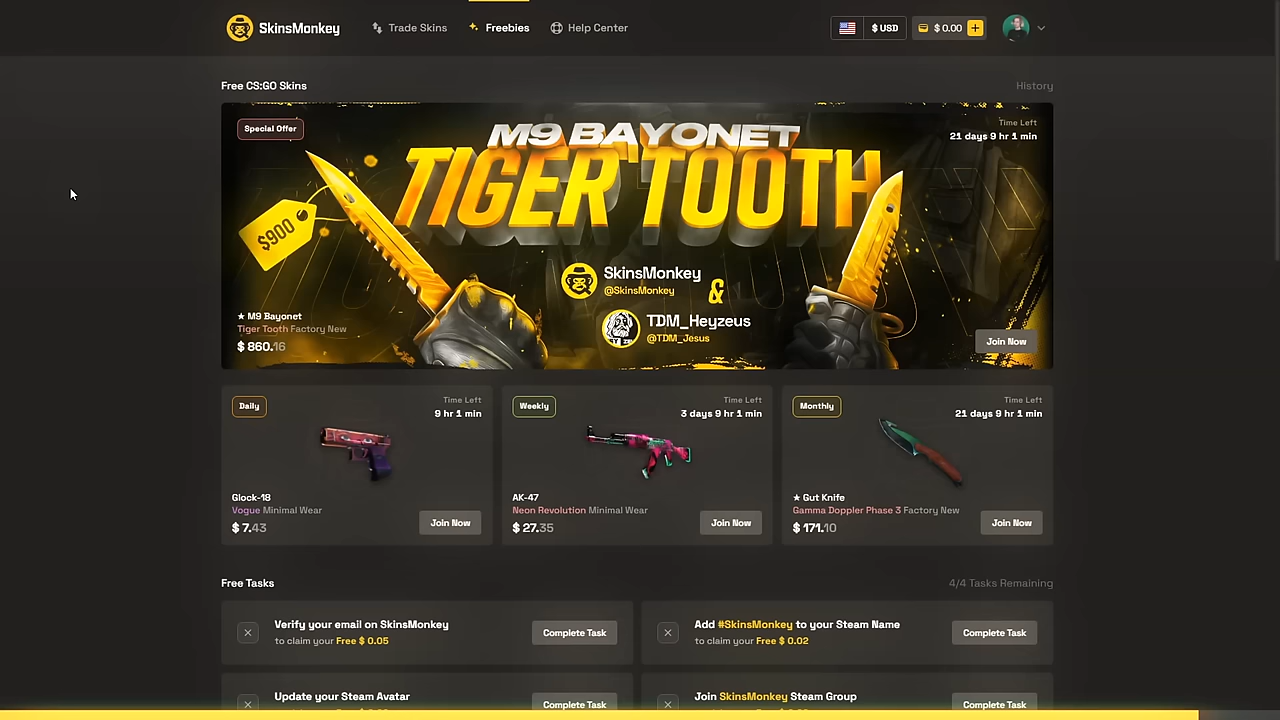 SkinsMonkey
Trade Skins
Freebies
Help Center
$ USD
$ 0.00
Free CS:GO Skins
History
Special Offer
Time Left
21 days 9 hr 1 min
M9 BAYONET
TIGER TOOTH
$900
SkinsMonkey
@SkinsMonkey
&
TDM_Heyzeus
@TDM_Jesus
★ M9 Bayonet
Tiger Tooth Factory New
$ 860.16
Join Now
Daily
Time Left
9 hr 1 min
Glock-18
Vogue Minimal Wear
$ 7.43
Join Now
Weekly
Time Left
3 days 9 hr 1 min
AK-47
Neon Revolution Minimal Wear
$ 27.35
Join Now
Monthly
Time Left
21 days 9 hr 1 min
★ Gut Knife
Gamma Doppler Phase 3 Factory New
$ 171.10
Join Now
Free Tasks
4/4 Tasks Remaining
Verify your email on SkinsMonkey
to claim your Free $ 0.05
Complete Task
Add #SkinsMonkey to your Steam Name
to claim your Free $ 0.02
Complete Task
Update your Steam Avatar
Complete Task
Join SkinsMonkey Steam Group
Complete Task